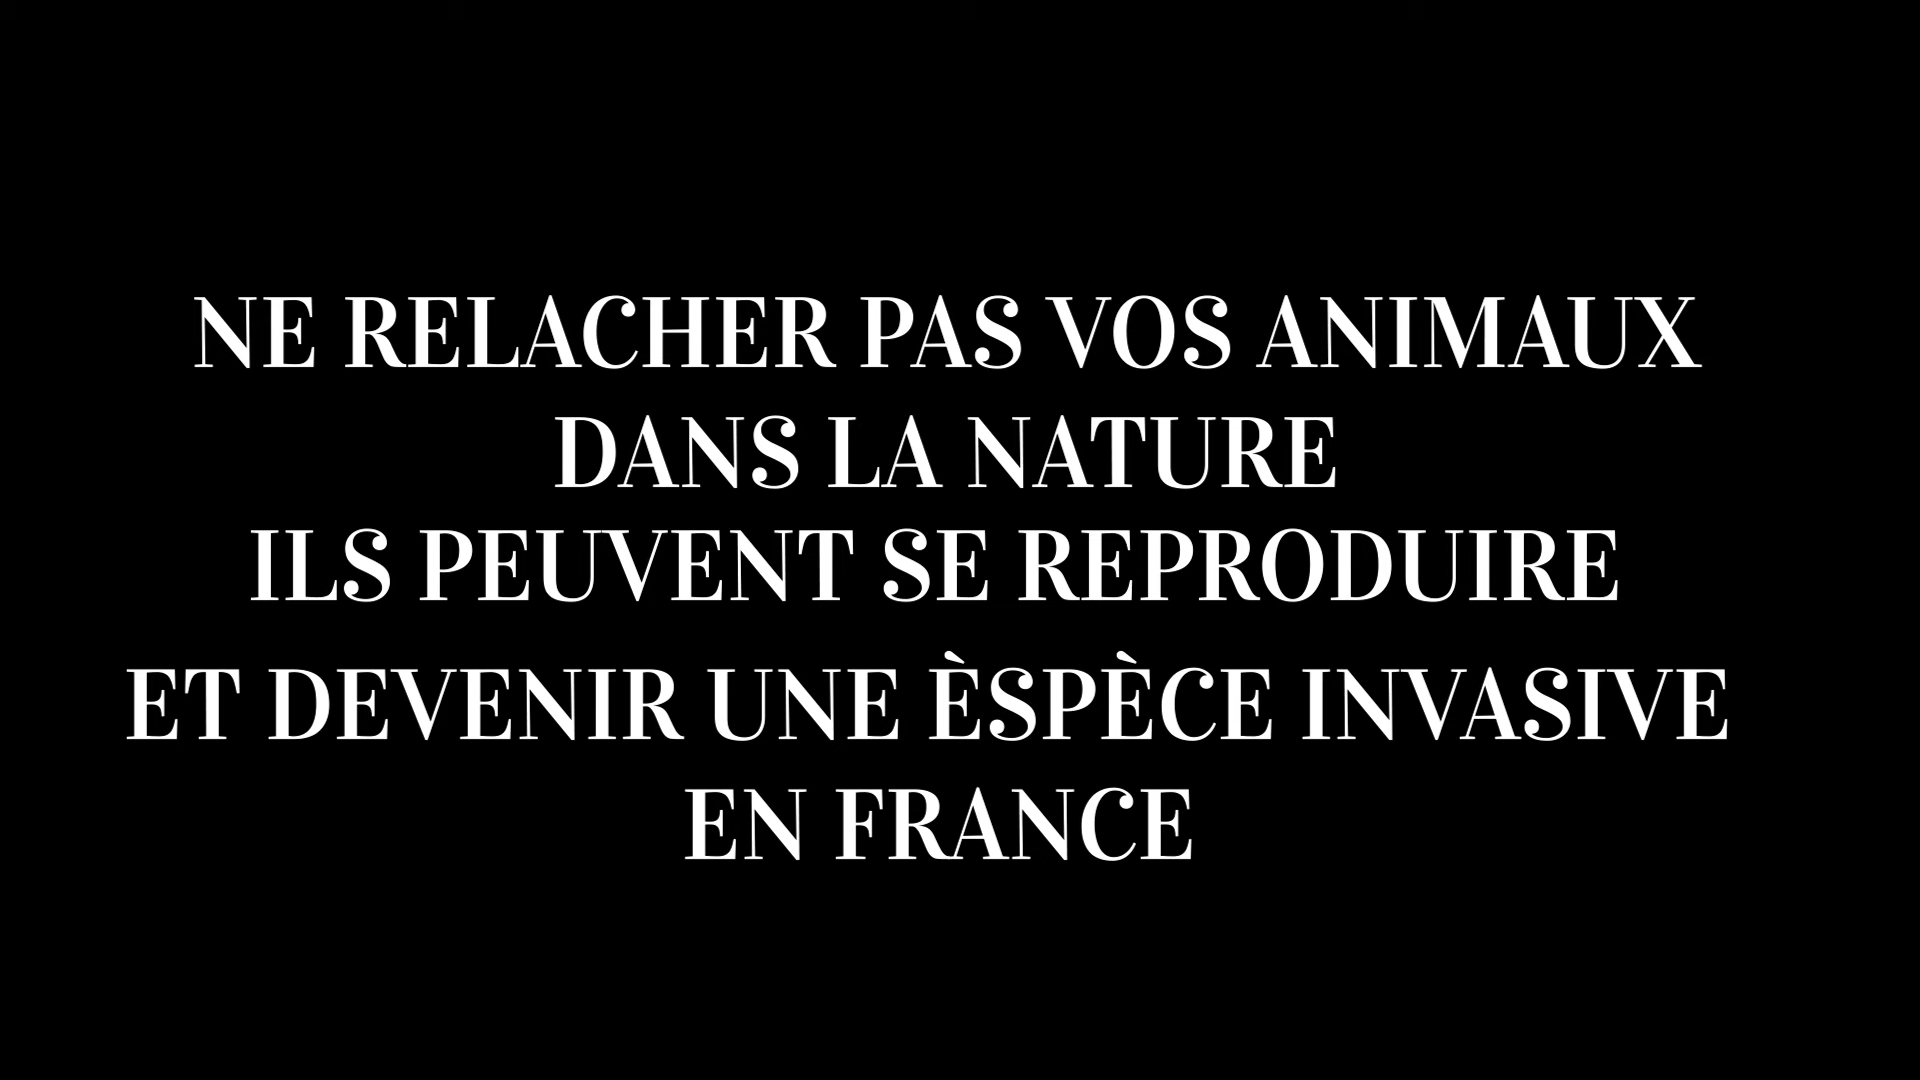 NE RELACHER PAS VOS ANIMAUX
DANS LA NATURE
ILS PEUVENT SE REPRODUIRE
ET DEVENIR UNE ÈSPÈCE INVASIVE
EN FRANCE